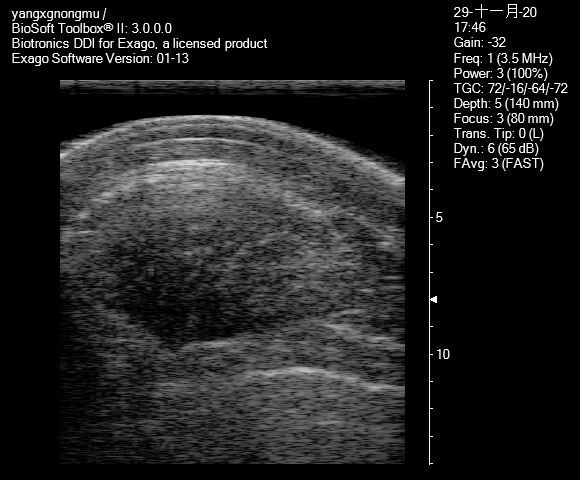 yangxgnongmu /
BioSoft Toolbox® II: 3.0.0.0
Biotronics DDI for Exago, a licensed product
Exago Software Version: 01-13
29-十一月-20
17:46
Gain: -32
Freq: 1 (3.5 MHz)
Power: 3 (100%)
TGC: 72/-16/-64/-72
Depth: 5 (140 mm)
Focus: 3 (80 mm)
Trans. Tip: 0 (L)
Dyn.: 6 (65 dB)
FAvg: 3 (FAST)
5
10